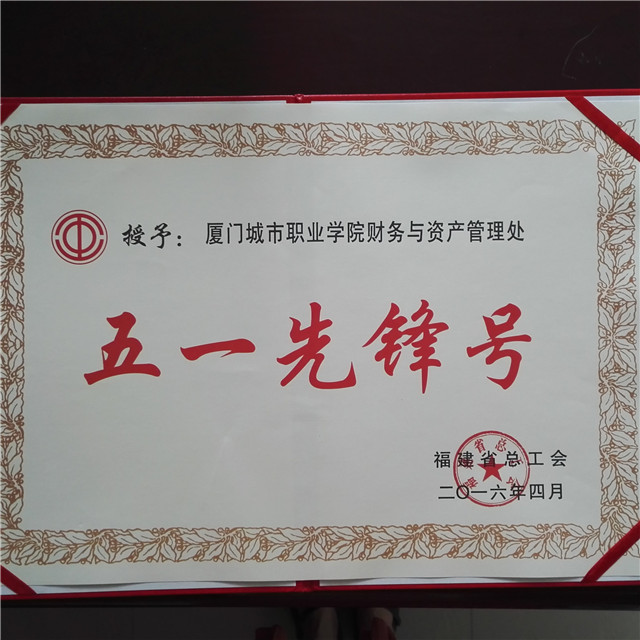 授予：厦门城市职业学院财务与资产管理处
五一先锋号
福建省总工会
二〇一六年四月